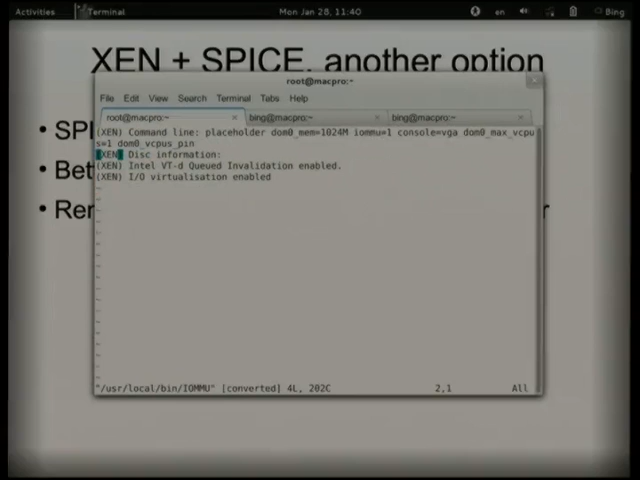 Activities Terminal Mon Jan 28, 11:40 en Bing
XEN + SPICE, another option
root@macpro:~
File Edit View Search Terminal Tabs Help
root@macpro:~ × bing@macpro:~ × bing@macpro:~ ×
• SPI
(XEN) Command line: placeholder dom0_mem=1024M iommu=1 console=vga dom0_max_vcpu
s=1 dom0_vcpus_pin
(XEN) Disc information:
• Bet
(XEN) Intel VT-d Queued Invalidation enabled.
(XEN) I/O virtualisation enabled
• Rer
"/usr/local/bin/IOMMU" [converted] 4L, 202C 2,1 All